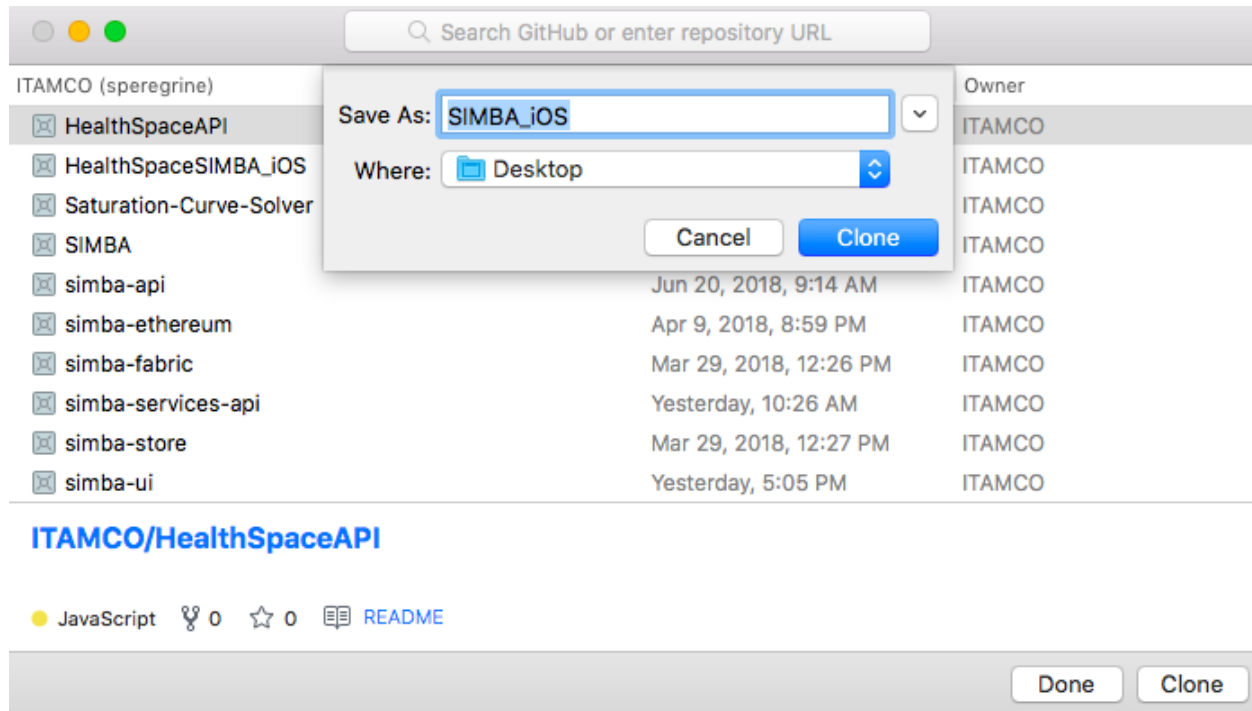 Search GitHub or enter repository URL
ITAMCO (speregrine)
Owner
Save As: SIMBA_iOS
Where: Desktop
Cancel Clone
HealthSpaceAPI ITAMCO
HealthSpaceSIMBA_iOS ITAMCO
Saturation-Curve-Solver ITAMCO
SIMBA ITAMCO
simba-api Jun 20, 2018, 9:14 AM ITAMCO
simba-ethereum Apr 9, 2018, 8:59 PM ITAMCO
simba-fabric Mar 29, 2018, 12:26 PM ITAMCO
simba-services-api Yesterday, 10:26 AM ITAMCO
simba-store Mar 29, 2018, 12:27 PM ITAMCO
simba-ui Yesterday, 5:05 PM ITAMCO
ITAMCO/HealthSpaceAPI
JavaScript 0 0 README
Done Clone